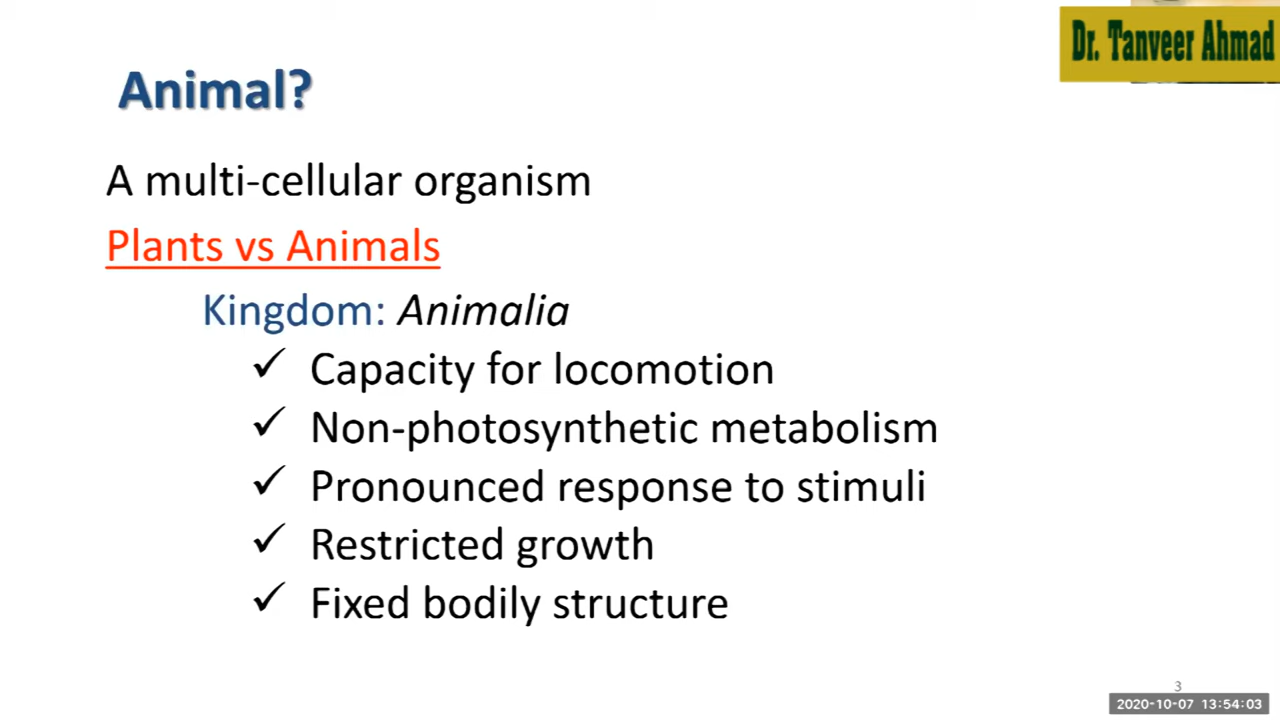 Dr. Tanveer Ahmad
Animal?
A multi-cellular organism
Plants vs Animals
Kingdom: Animalia
✓ Capacity for locomotion
✓ Non-photosynthetic metabolism
✓ Pronounced response to stimuli
✓ Restricted growth
✓ Fixed bodily structure
3
2020-10-07 13:54:03